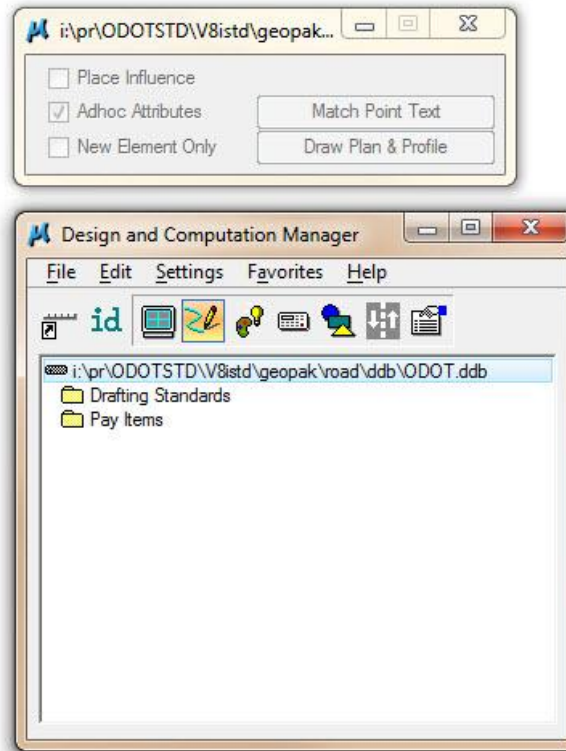 i:\pr\ODOTSTD\V8istd\geopak...
Place Influence
Adhoc Attributes
Match Point Text
New Element Only
Draw Plan & Profile
Design and Computation Manager
File Edit Settings Favorites Help
id
i:\pr\ODOTSTD\V8istd\geopak\road\ddb\ODOT.ddb
Drafting Standards
Pay Items